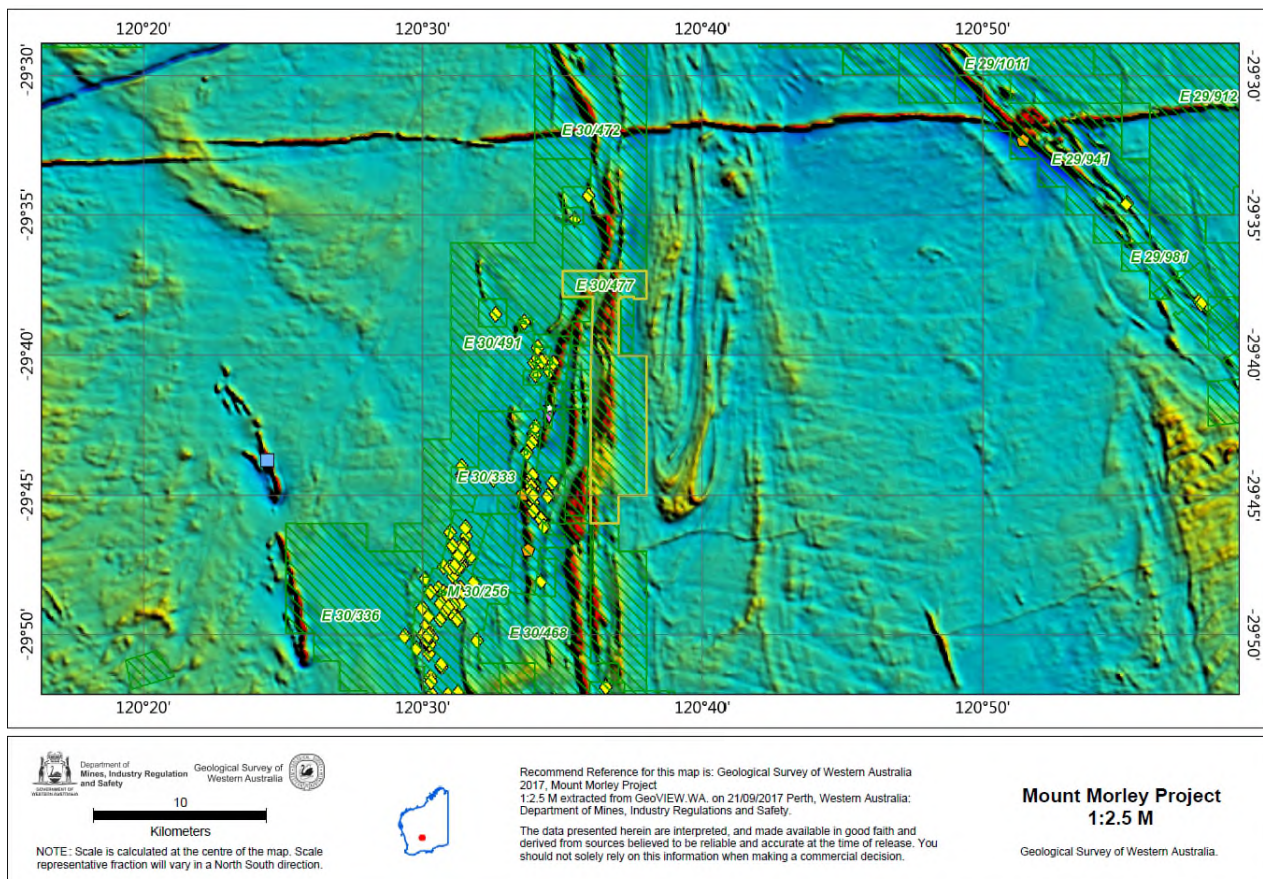 120°20'
120°30'
120°40'
120°50'
-29°30'
-29°30'
E 29/1011
E 29/912
E 30/472
E 29/941
-29°35'
-29°35'
E 29/981
E 30/477
E 30/491
-29°40'
-29°40'
E 30/333
-29°45'
-29°45'
M 30/256
E 30/336
E 30/468
-29°50'
-29°50'
120°20'
120°30'
120°40'
120°50'
GOVERNMENT OF
WESTERN AUSTRALIA
Department of
Mines, Industry Regulation
and Safety
Geological Survey of
Western Australia
10
Kilometers
NOTE: Scale is calculated at the centre of the map. Scale
representative fraction will vary in a North South direction.
Recommend Reference for this map is: Geological Survey of Western Australia
2017, Mount Morley Project
1:2.5 M extracted from GeoVIEW.WA. on 21/09/2017 Perth, Western Australia:
Department of Mines, Industry Regulations and Safety.
The data presented herein are interpreted, and made available in good faith and
derived from sources believed to be reliable and accurate at the time of release. You
should not solely rely on this information when making a commercial decision.
Mount Morley Project
1:2.5 M
Geological Survey of Western Australia.